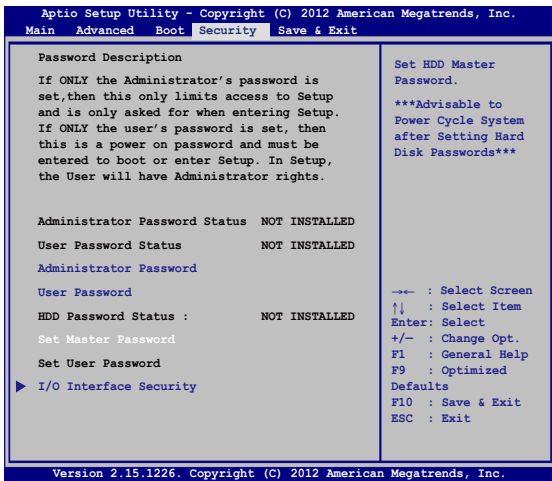 Aptio Setup Utility - Copyright (C) 2012 American Megatrends, Inc.
Main Advanced Boot Security Save & Exit
Password Description
If ONLY the Administrator's password is
set,then this only limits access to Setup
and is only asked for when entering Setup.
If ONLY the user's password is set, then
this is a power on password and must be
entered to boot or enter Setup. In Setup,
the User will have Administrator rights.
Administrator Password Status NOT INSTALLED
User Password Status NOT INSTALLED
Administrator Password
User Password
HDD Password Status : NOT INSTALLED
Set Master Password
Set User Password
I/O Interface Security
Set HDD Master
Password.
***Advisable to
Power Cycle System
after Setting Hard
Disk Passwords***
→← : Select Screen
↑↓ : Select Item
Enter: Select
+/— : Change Opt.
F1 : General Help
F9 : Optimized
Defaults
F10 : Save & Exit
ESC : Exit
Version 2.15.1226. Copyright (C) 2012 American Megatrends, Inc.